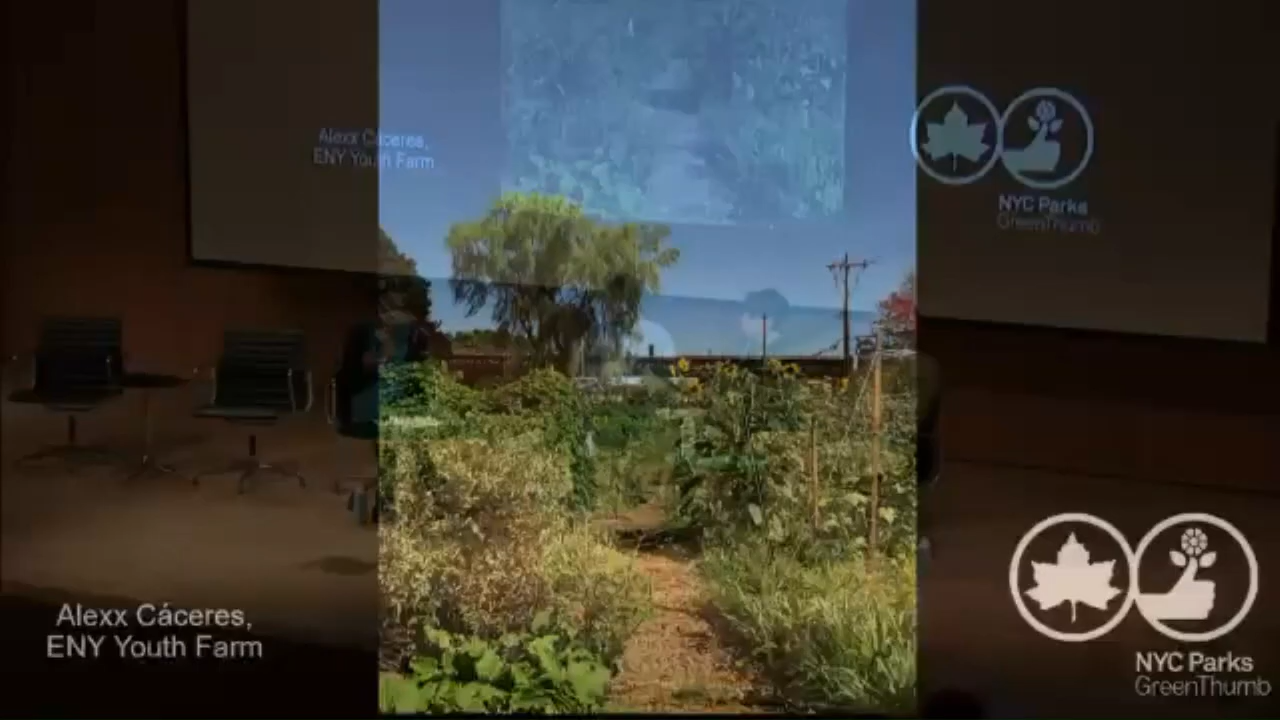 Alexx Cáceres,
ENY Youth Farm
NYC Parks
GreenThumb
Alexx Cáceres,
ENY Youth Farm
NYC Parks
GreenThumb